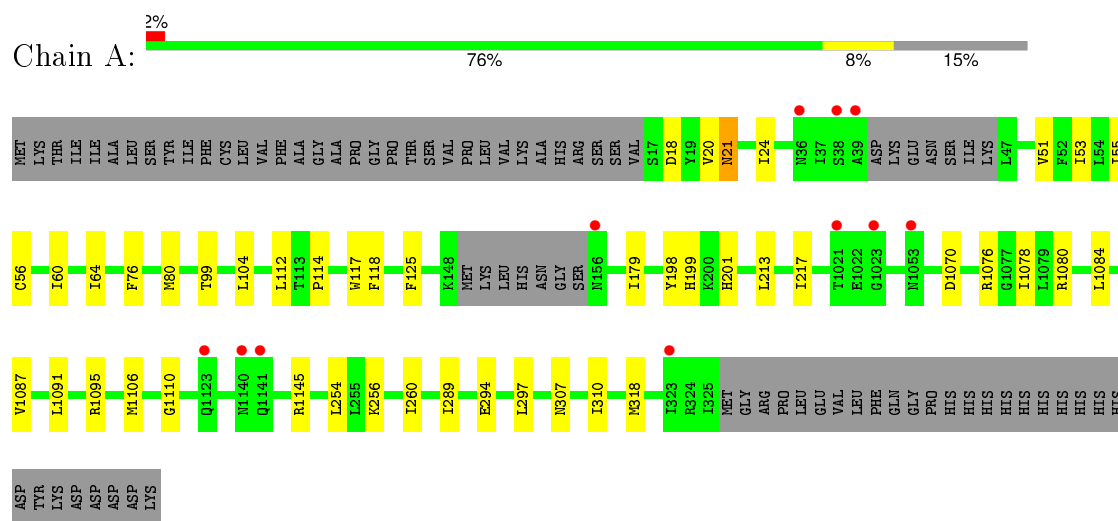 2%
Chain A:
76% 8% 15%
MET LYS THR ILE ILE ALA LEU SER TYR ILE PHE CYS LEU VAL PHE ALA GLY ALA PRO GLY PRO THR SER VAL PRO LEU VAL LYS ALA HIS ARG SER SER VAL S17 D18 Y19 V20 N21 I24 N36 I37 S38 A39 ASP LYS GLU ASN SER ILE LYS L47 V51 F52 I53 L54 I55
C56 I60 I64 F76 M80 T99 L104 L112 T113 P114 W117 F118 F125 K148 MET LYS LEU HIS ASN GLY SER N156 I179 Y198 H199 K200 H201 L213 I217 T1021 E1022 G1023 N1053 D1070 R1076 G1077 I1078 L1079 R1080 L1084
V1087 L1091 R1095 M1106 G1110 Q1123 N1140 Q1141 R1145 L254 L255 K256 I260 I289 E294 L297 N307 I310 M318 I323 R324 I325 MET GLY ARG PRO LEU GLU VAL LEU PHE GLN GLY PRO HIS HIS HIS HIS HIS HIS HIS HIS HIS HIS
ASP TYR LYS ASP ASP ASP ASP LYS